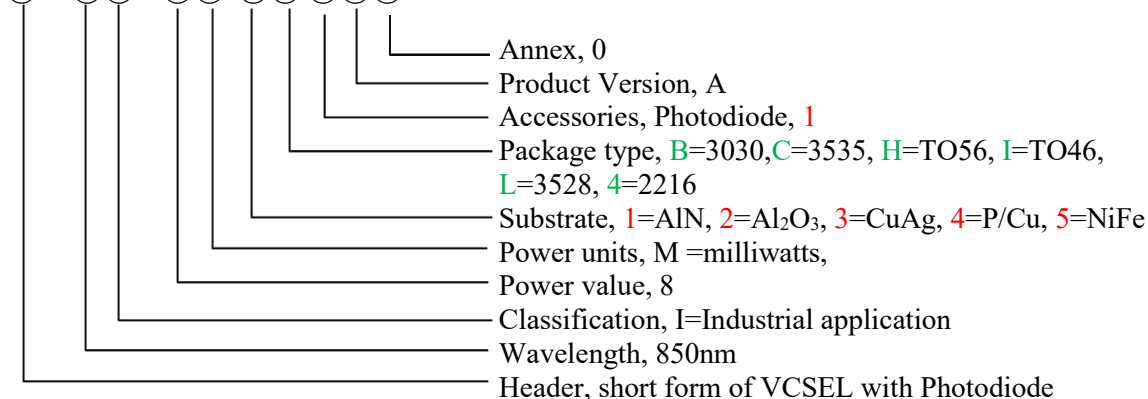 Annex, 0
Product Version, A
Accessories, Photodiode, 1
Package type, B=3030,C=3535, H=TO56, I=TO46,
L=3528, 4=2216
Substrate, 1=AlN, 2=Al₂O₃, 3=CuAg, 4=P/Cu, 5=NiFe
Power units, M =milliwatts,
Power value, 8
Classification, I=Industrial application
Wavelength, 850nm
Header, short form of VCSEL with Photodiode